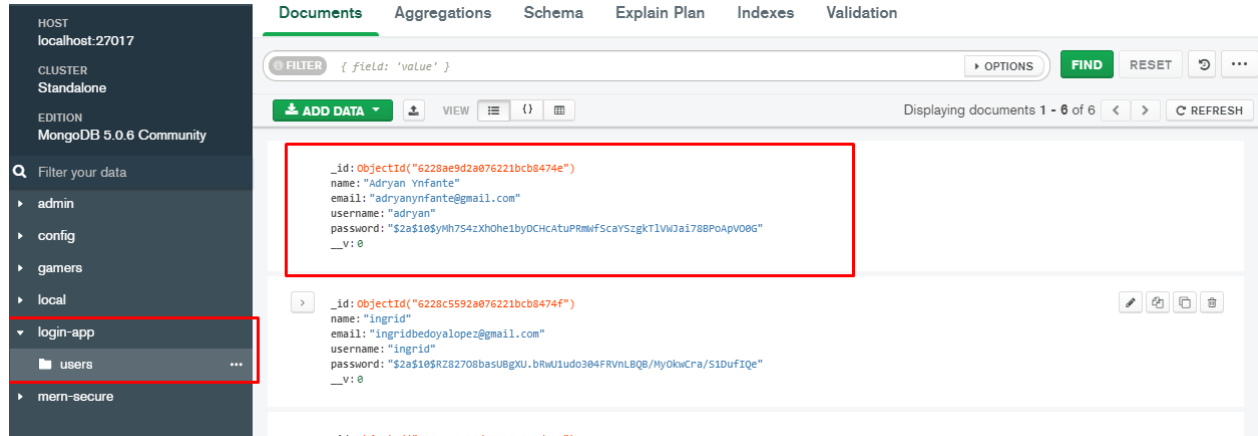 HOST
localhost:27017
CLUSTER
Standalone
EDITION
MongoDB 5.0.6 Community
Filter your data
admin
config
gamers
local
login-app
users
mern-secure
Documents Aggregations Schema Explain Plan Indexes Validation
FILTER { field: 'value' } OPTIONS FIND RESET
ADD DATA VIEW Displaying documents 1 - 6 of 6 REFRESH
_id: ObjectId("6228ae9d2a076221bcb8474e")
name: "Adryan Ynfante"
email: "adryanynfante@gmail.com"
username: "adryan"
password: "$2a$10$yMh7S4zXhOhe1byDCHcAtuPRmWfScaYSzgkTlVWJai78BPoApVO0G"
__v: 0
_id: ObjectId("6228c5592a076221bcb8474f")
name: "ingrid"
email: "ingridbedoyalopez@gmail.com"
username: "ingrid"
password: "$2a$10$RZ827O8basUBgXU.bRwU1udo304FRVnLBQB/MyOkwCra/S1DufIQe"
__v: 0